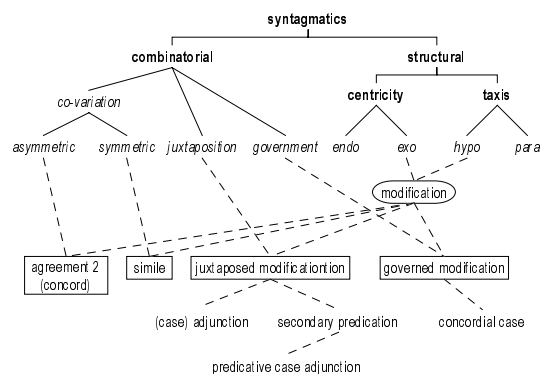 syntagmatics
combinatorial structural
co-variation centricity taxis
asymmetric symmetric juxtaposition government endo exo hypo para
modification
agreement 2 simile juxtaposed modificationtion governed modification
(concord)
(case) adjunction secondary predication concordial case
predicative case adjunction